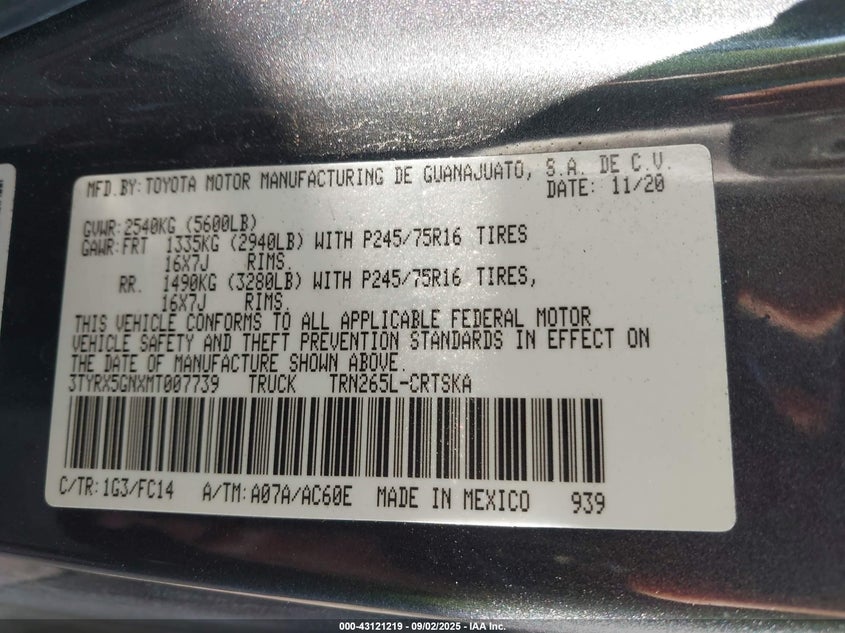 MFD.BY:TOYOTA MOTOR MANUFACTURING DE GUANAJUATO, S.A. DE C.V.
DATE: 11/20
GVWR:2540KG (5600LB)
GAWR:FRT 1335KG (2940LB) WITH P245/75R16 TIRES
16X7J RIMS,
RR. 1490KG (3280LB) WITH P245/75R16 TIRES,
16X7J RIMS,
THIS VEHICLE CONFORMS TO ALL APPLICABLE FEDERAL MOTOR
VEHICLE SAFETY AND THEFT PREVENTION STANDARDS IN EFFECT ON
THE DATE OF MANUFACTURE SHOWN ABOVE.
3TYRX5GNXMT007739 TRUCK TRN265L-CRTSKA
C/TR:1G3/FC14 A/TM:A07A/AC60E MADE IN MEXICO 939
000-43121219 - 09/02/2025 - IAA Inc.